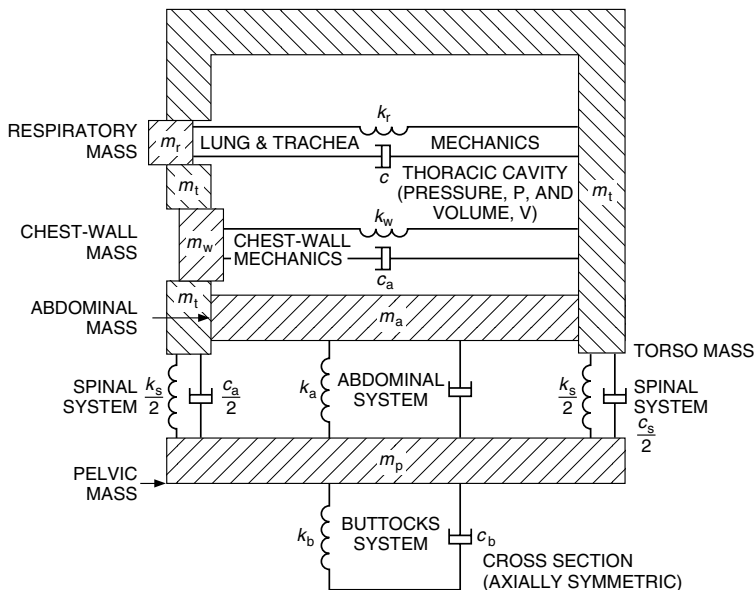 k_r
RESPIRATORY
MASS
m_r
LUNG & TRACHEA
MECHANICS
c
THORACIC CAVITY
(PRESSURE, P, AND
VOLUME, V)
m_t
m_t
k_w
CHEST-WALL
MASS
m_w
CHEST-WALL
MECHANICS
c_a
m_t
ABDOMINAL
MASS
m_a
TORSO MASS
SPINAL
SYSTEM
k_s/2
c_a/2
k_a
ABDOMINAL
SYSTEM
k_s/2
SPINAL
SYSTEM
c_s/2
m_p
PELVIC
MASS
k_b
BUTTOCKS
SYSTEM
c_b
CROSS SECTION
(AXIALLY SYMMETRIC)